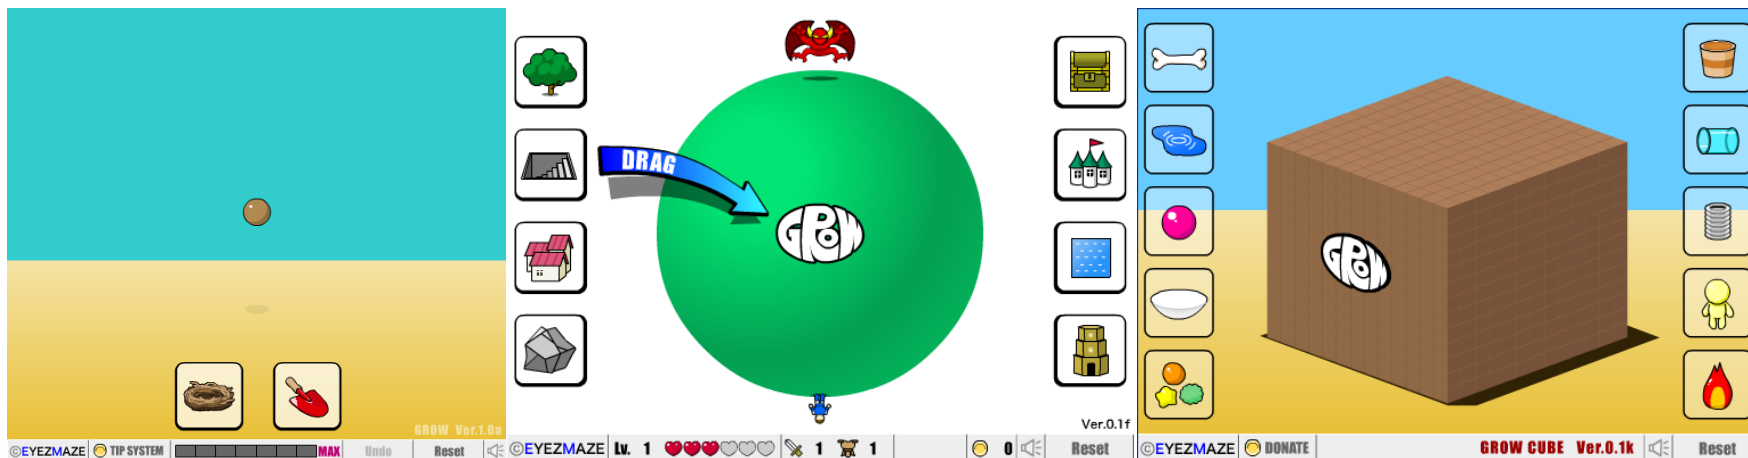 GROW Ver.1.0a
©EYEZMAZE TIP SYSTEM MAX Undo Reset
DRAG
GROW
Ver.0.1f
©EYEZMAZE Lv. 1 1 1 0 Reset
GROW
©EYEZMAZE DONATE GROW CUBE Ver.0.1k Reset